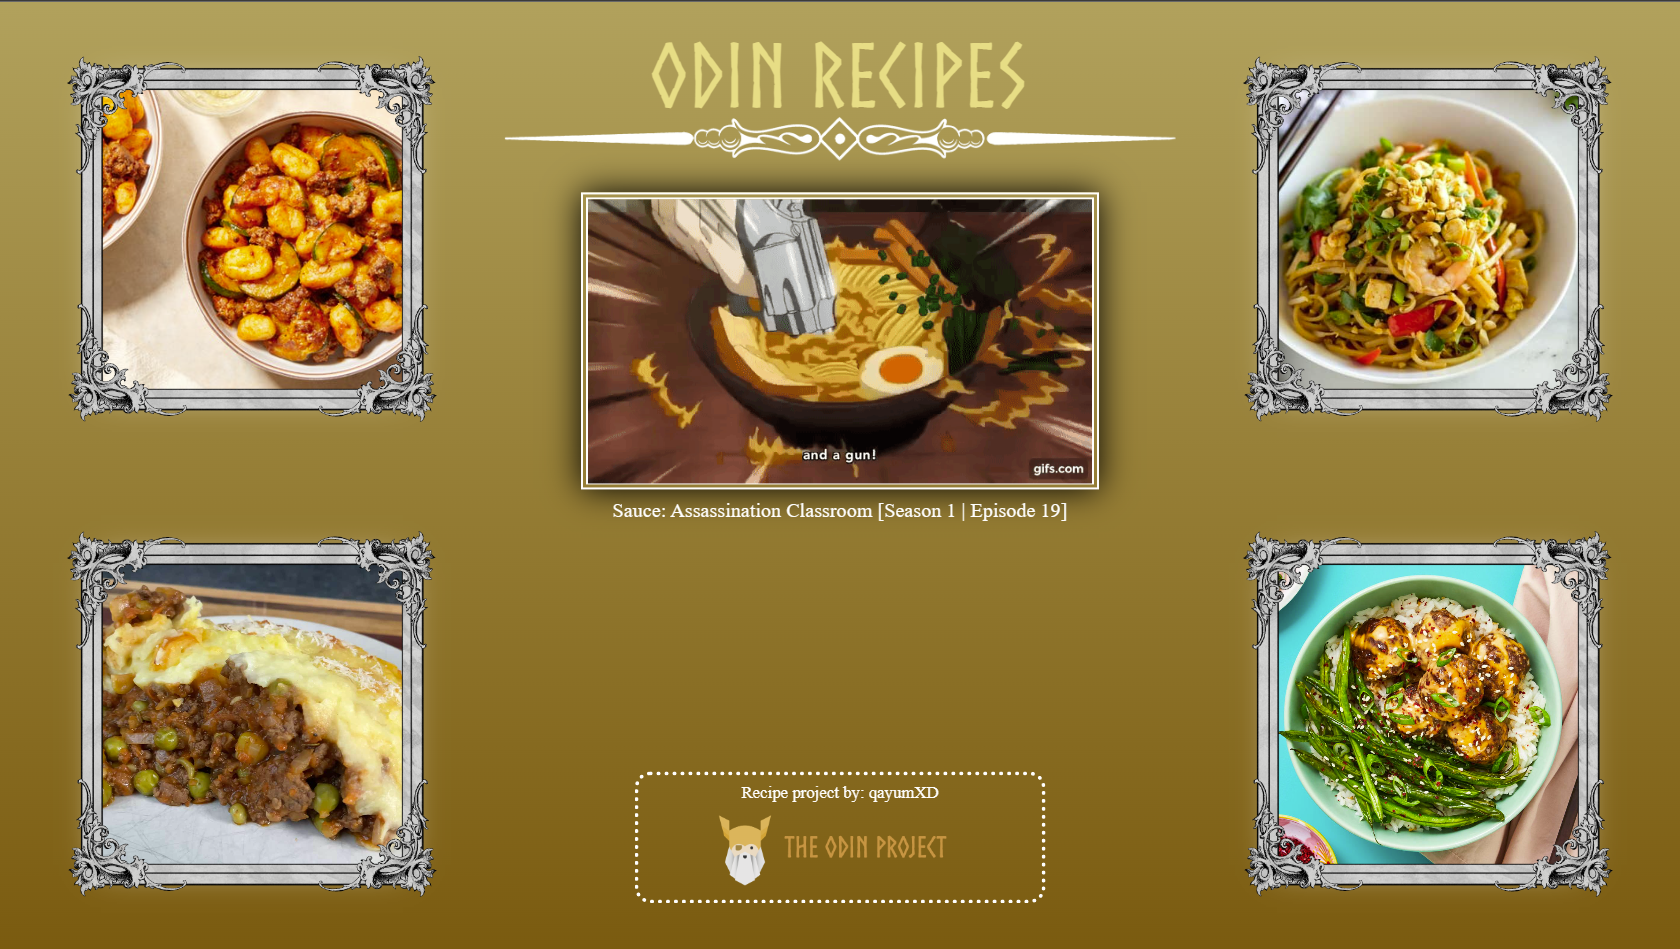 ODIN RECIPES
and a gun!
gifs.com
Sauce: Assassination Classroom [Season 1 | Episode 19]
Recipe project by: qayumXD
THE ODIN PROJECT